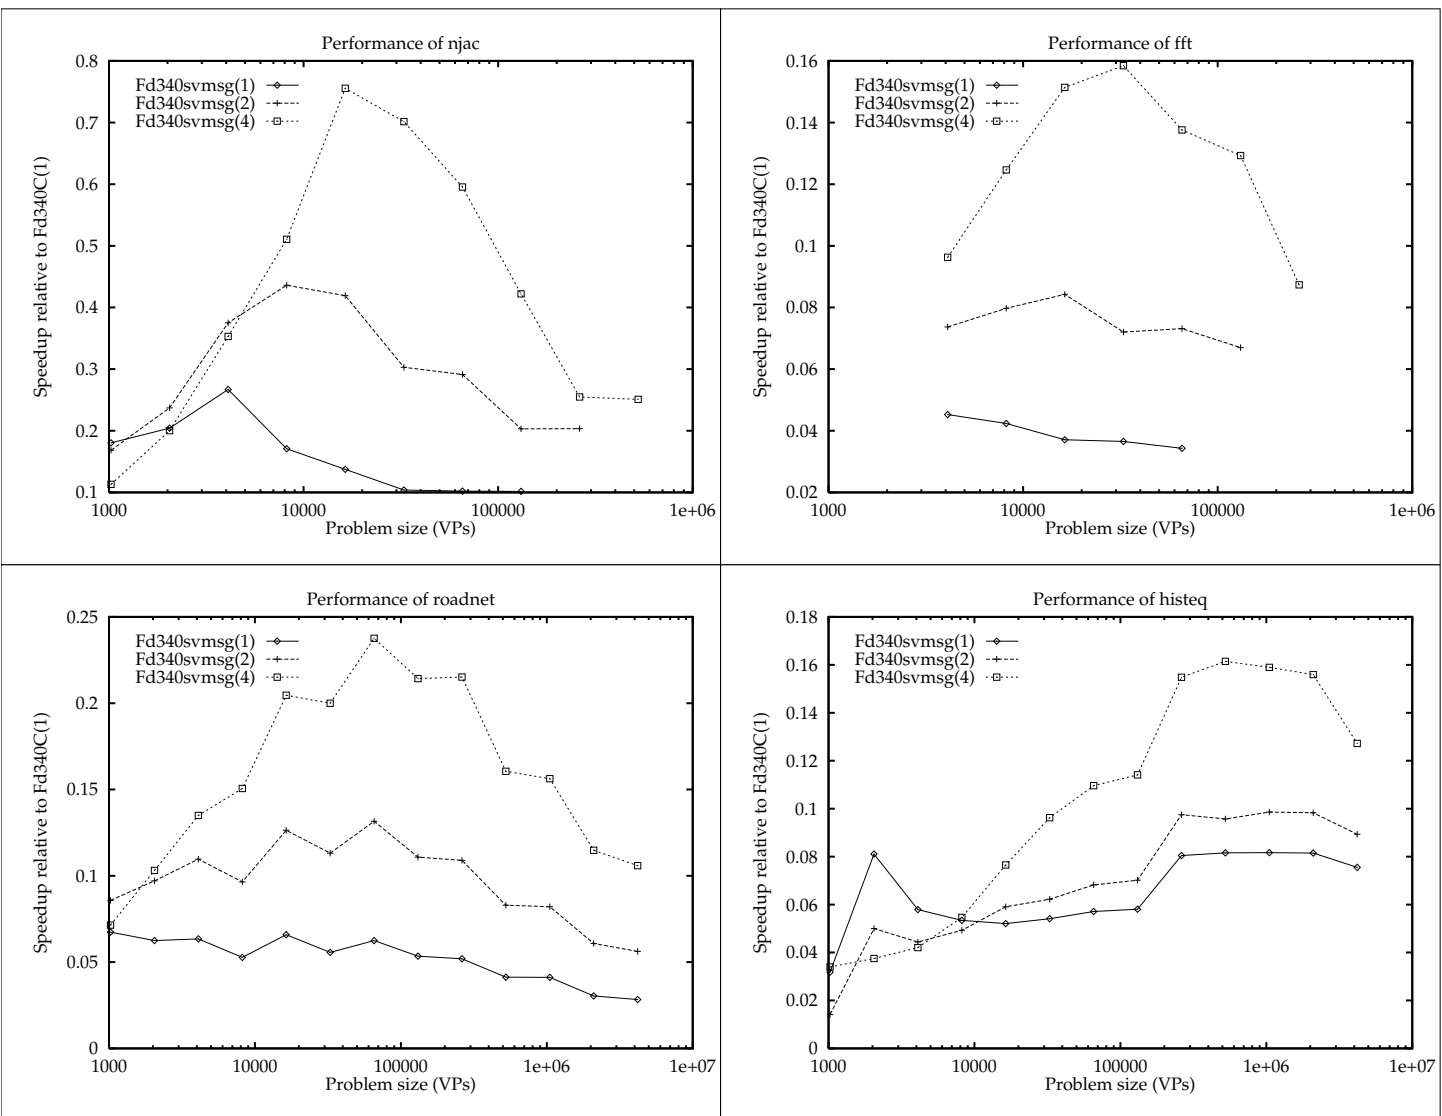 Performance of njac
0.8
0.7
0.6
0.5
0.4
0.3
0.2
0.1
Speedup relative to Fd340C(1)
Fd340svmsg(1)
Fd340svmsg(2)
Fd340svmsg(4)
1000 10000 100000 1e+06
Problem size (VPs)
Performance of fft
0.16
0.14
0.12
0.1
0.08
0.06
0.04
0.02
Speedup relative to Fd340C(1)
Fd340svmsg(1)
Fd340svmsg(2)
Fd340svmsg(4)
1000 10000 100000 1e+06
Problem size (VPs)
Performance of roadnet
0.25
0.2
0.15
0.1
0.05
0
Speedup relative to Fd340C(1)
Fd340svmsg(1)
Fd340svmsg(2)
Fd340svmsg(4)
1000 10000 100000 1e+06 1e+07
Problem size (VPs)
Performance of histeq
0.18
0.16
0.14
0.12
0.1
0.08
0.06
0.04
0.02
0
Speedup relative to Fd340C(1)
Fd340svmsg(1)
Fd340svmsg(2)
Fd340svmsg(4)
1000 10000 100000 1e+06 1e+07
Problem size (VPs)